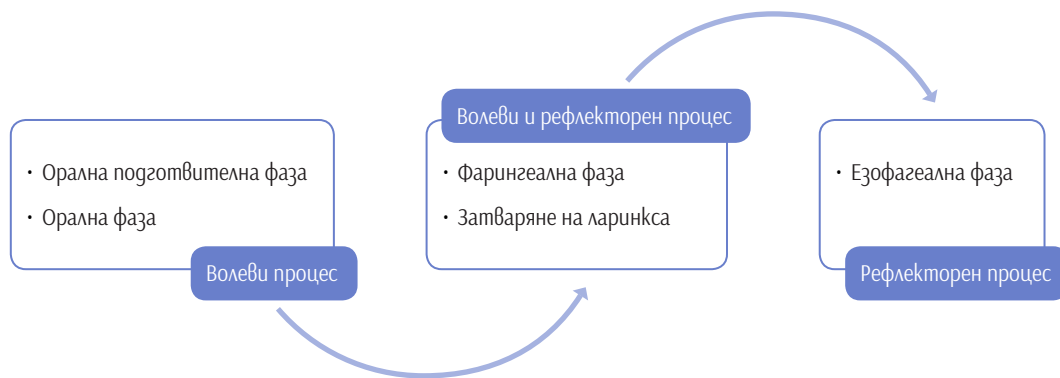 • Орална подготвителна фаза
• Орална фаза
Волеви процес
Волеви и рефлекторен процес
• Фарингеална фаза
• Затваряне на ларинкса
• Езофагеална фаза
Рефлекторен процес